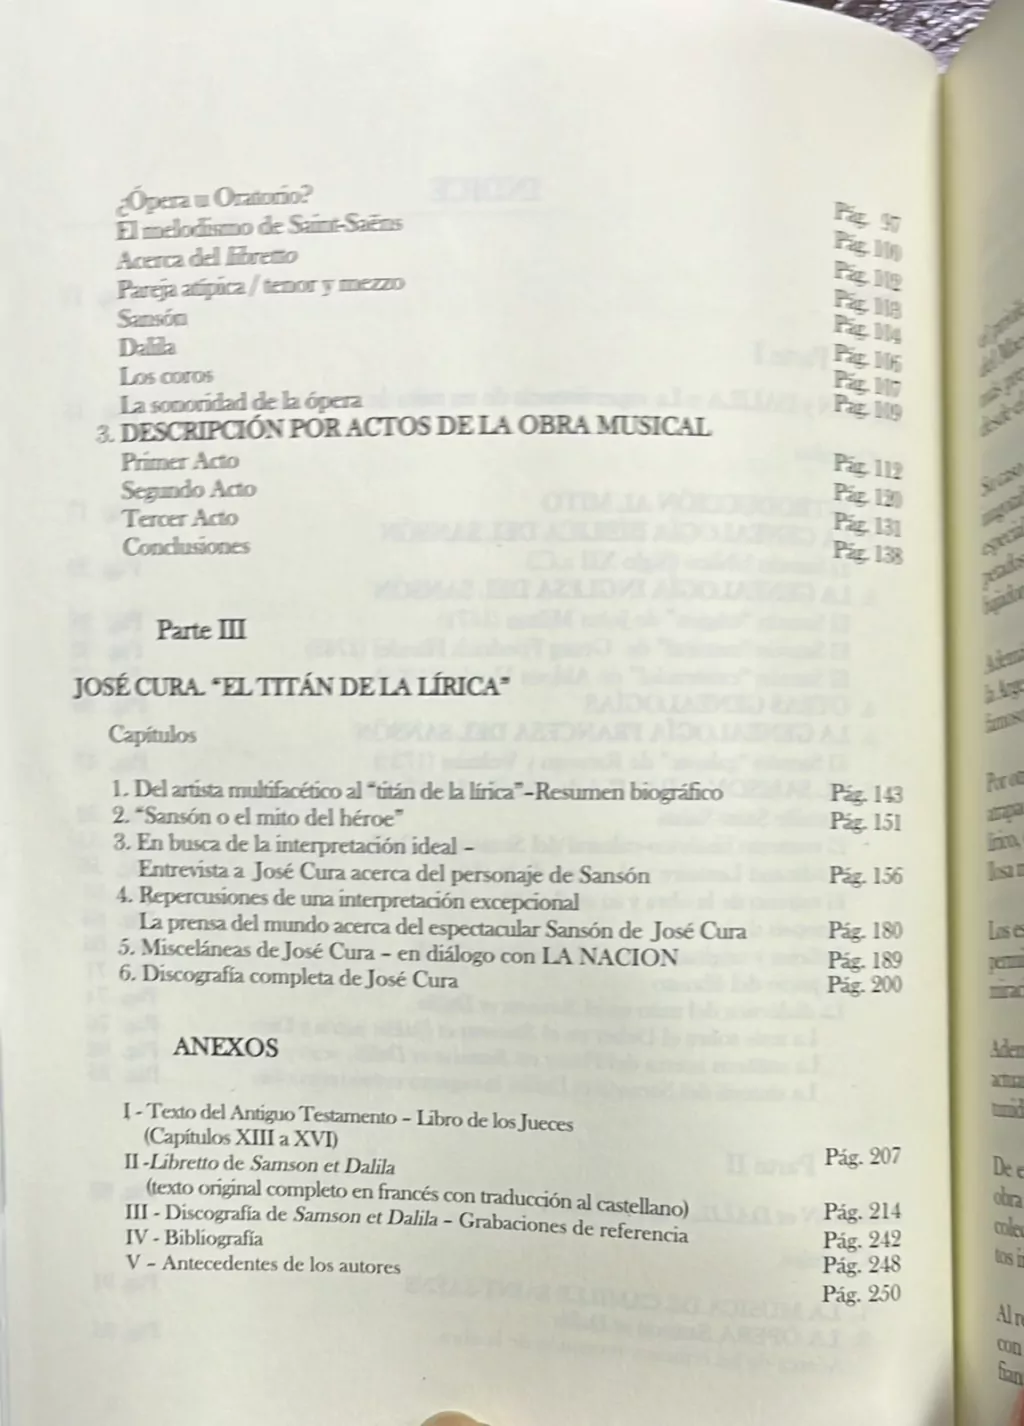 ¿Ópera u Oratorio? Pág. 97
El melodismo de Saint-Saëns Pág. 100
Acerca del libretto Pág. 102
Pareja atípica / tenor y mezzo Pág. 103
Sansón Pág. 104
Dalila Pág. 106
Los coros Pág. 107
La sonoridad de la ópera Pág. 109
3. DESCRIPCIÓN POR ACTOS DE LA OBRA MUSICAL
Primer Acto Pág. 112
Segundo Acto Pág. 120
Tercer Acto Pág. 131
Conclusiones Pág. 138
Parte III
JOSÉ CURA. "EL TITÁN DE LA LÍRICA"
Capítulos
1. Del artista multifacético al "titán de la lírica"-Resumen biográfico Pág. 143
2. "Sansón o el mito del héroe" Pág. 151
3. En busca de la interpretación ideal –
Entrevista a José Cura acerca del personaje de Sansón Pág. 156
4. Repercusiones de una interpretación excepcional
La prensa del mundo acerca del espectacular Sansón de José Cura Pág. 180
5. Misceláneas de José Cura – en diálogo con LA NACION Pág. 189
6. Discografía completa de José Cura Pág. 200
ANEXOS
I - Texto del Antiguo Testamento – Libro de los Jueces
(Capítulos XIII a XVI) Pág. 207
II -Libretto de Samson et Dalila
(texto original completo en francés con traducción al castellano) Pág. 214
III - Discografía de Samson et Dalila – Grabaciones de referencia Pág. 242
IV - Bibliografía Pág. 248
V – Antecedentes de los autores Pág. 250